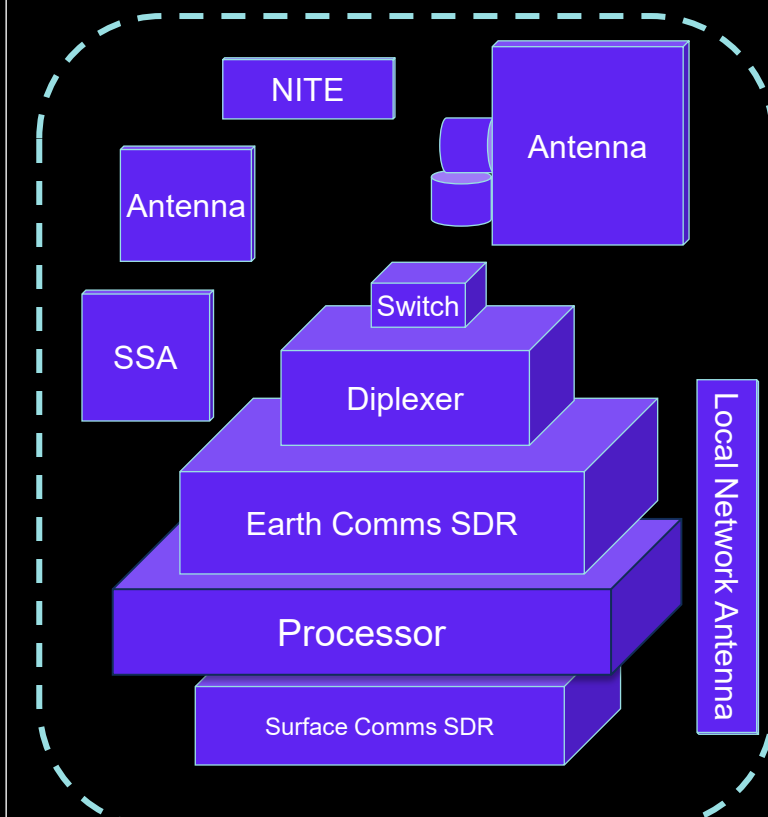 NITE
Antenna
Antenna
Switch
SSA
Diplexer
Local Network Antenna
Earth Comms SDR
Processor
Surface Comms SDR